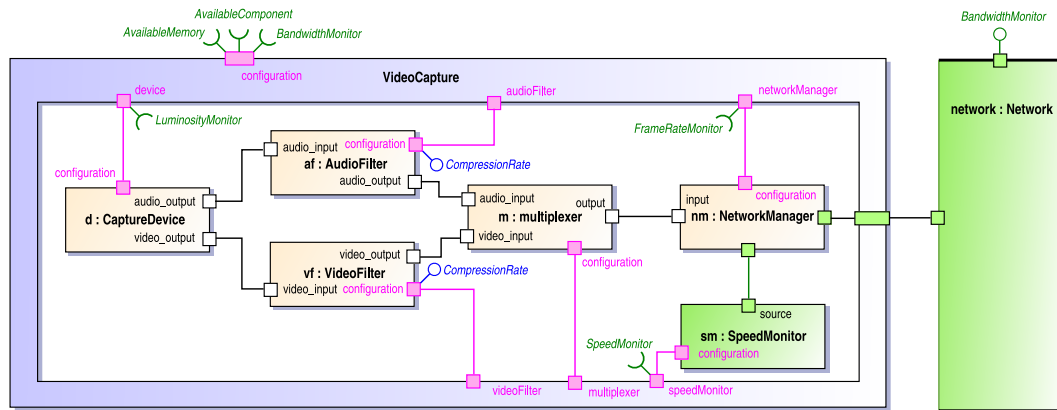 AvailableComponent
AvailableMemory
BandwidthMonitor
BandwidthMonitor
configuration
VideoCapture
device
audioFilter
networkManager
LuminosityMonitor
FrameRateMonitor
network : Network
audio_input
configuration
af : AudioFilter
CompressionRate
audio_output
configuration
audio_output
d : CaptureDevice
video_output
audio_input
output
m : multiplexer
video_input
configuration
input
configuration
nm : NetworkManager
video_output
vf : VideoFilter
CompressionRate
video_input
configuration
source
sm : SpeedMonitor
configuration
SpeedMonitor
videoFilter
multiplexer
speedMonitor